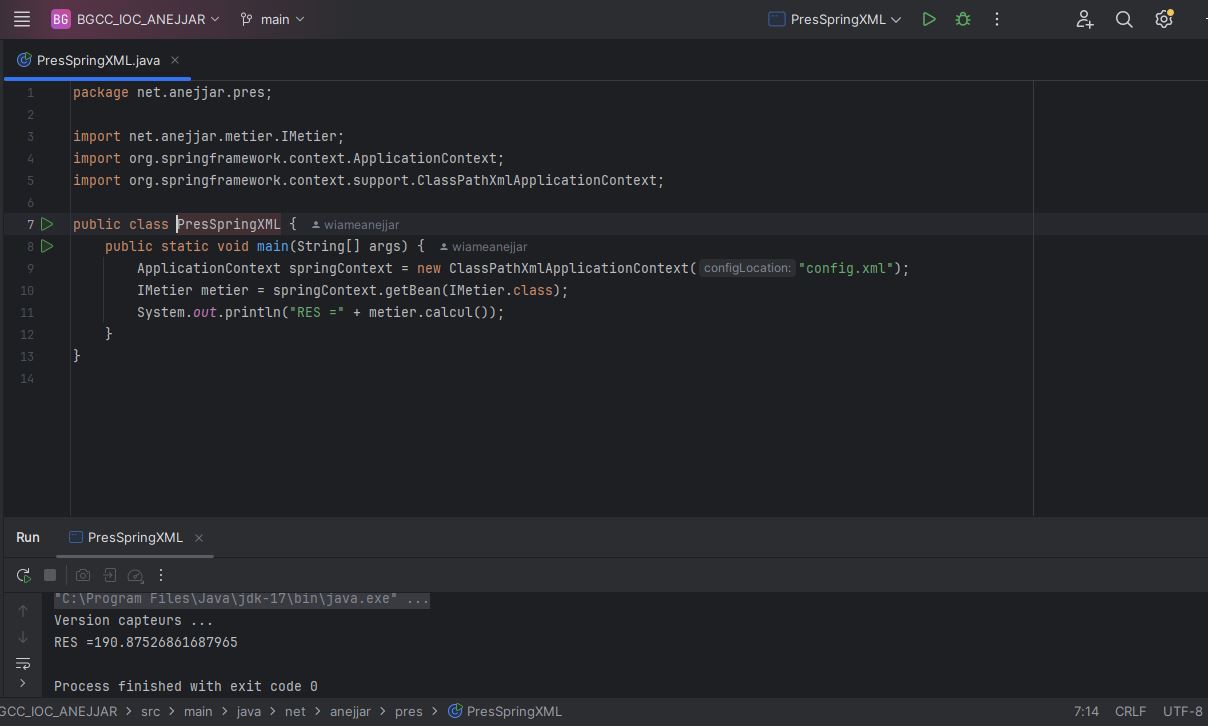 BG BGCC_IOC_ANEJJAR main PresSpringXML
PresSpringXML.java
1 package net.anejjar.pres;
2
3 import net.anejjar.metier.IMetier;
4 import org.springframework.context.ApplicationContext;
5 import org.springframework.context.support.ClassPathXmlApplicationContext;
6
7 public class PresSpringXML { wiameanejjar
8 public static void main(String[] args) { wiameanejjar
9 ApplicationContext springContext = new ClassPathXmlApplicationContext( configLocation: "config.xml");
10 IMetier metier = springContext.getBean(IMetier.class);
11 System.out.println("RES =" + metier.calcul());
12 }
13 }
14
Run PresSpringXML
"C:\Program Files\Java\jdk-17\bin\java.exe" ...
Version capteurs ...
RES =190.87526861687965
Process finished with exit code 0
GCC_IOC_ANEJJAR > src > main > java > net > anejjar > pres > PresSpringXML 7:14 CRLF UTF-8